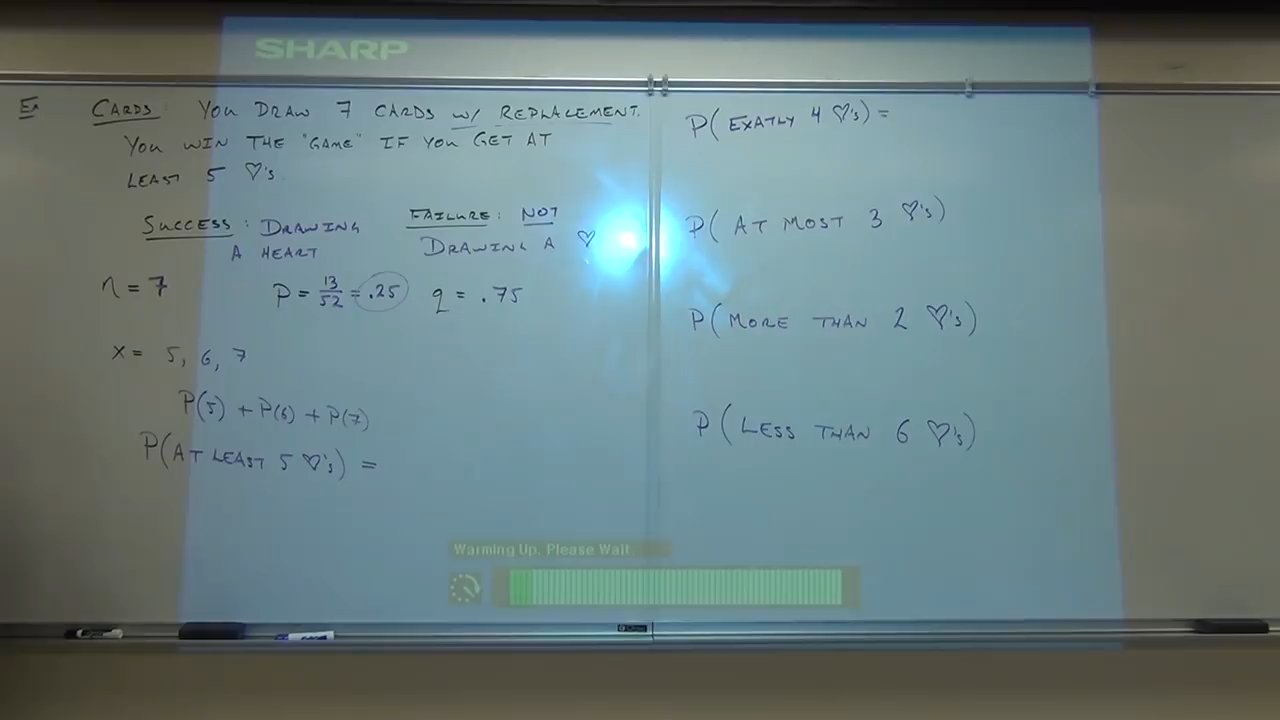 SHARP
Ex CARDS: YOU DRAW 7 CARDS w/ REPLACEMENT.
YOU WIN THE "GAME" IF YOU GET AT
LEAST 5 ♡'s.
SUCCESS: DRAWING
A HEART
FAILURE: NOT
DRAWING A ♡
n = 7
P = 13/52 = .25
q = .75
x = 5, 6, 7
P(5) + P(6) + P(7)
P(AT LEAST 5 ♡'s) =
P(EXATLY 4 ♡'s) =
P(AT MOST 3 ♡'s)
P(MORE THAN 2 ♡'s)
P(LESS THAN 6 ♡'s)
Warming Up. Please Wait.